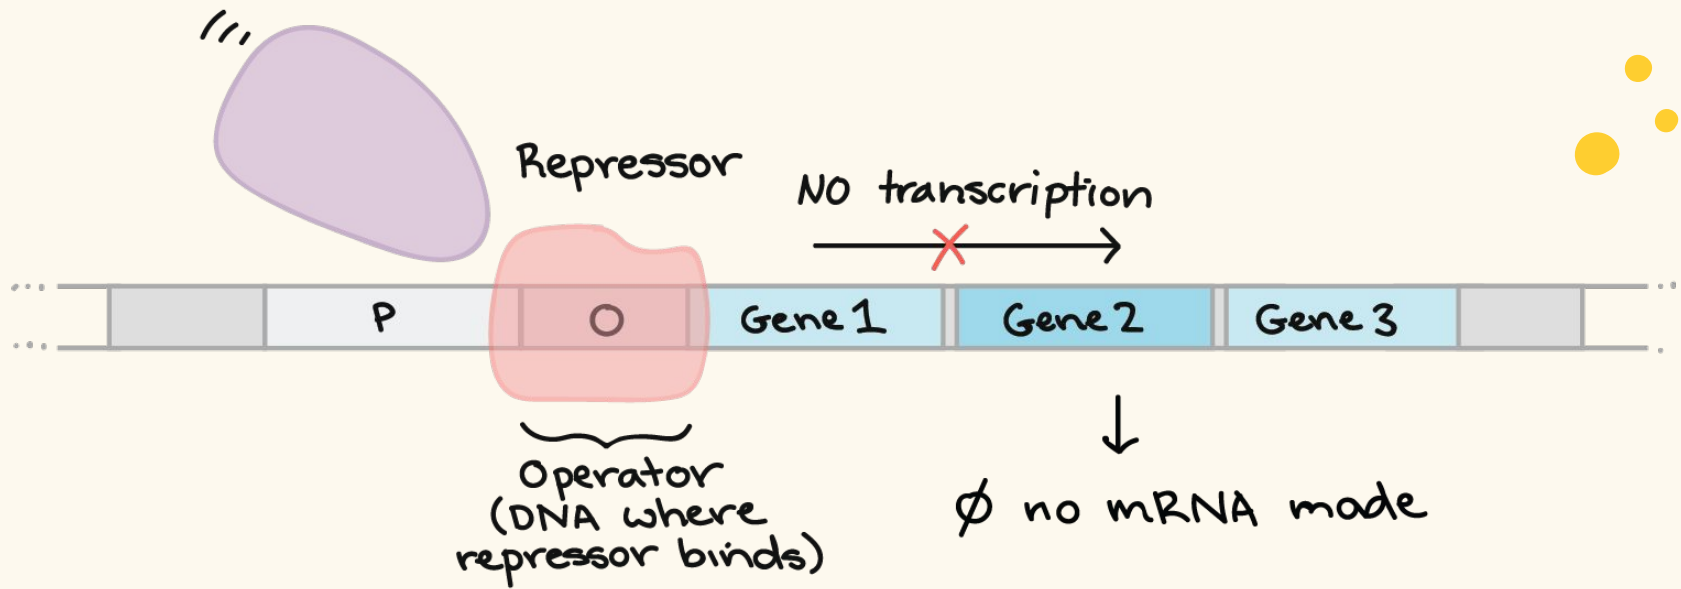 Repressor
NO transcription
P
O
Gene 1
Gene 2
Gene 3
Operator
(DNA where
repressor binds)
Ø no mRNA made